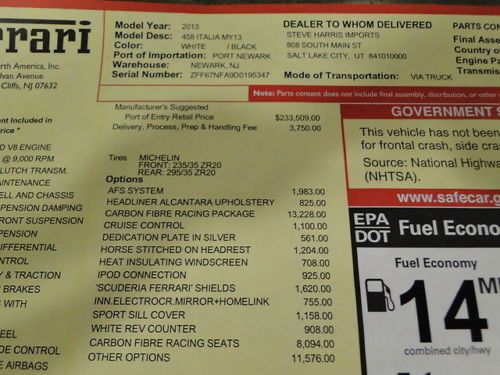 rrari
Model Year: 2013
Model Desc: 458 ITALIA MY13
Color: WHITE / BLACK
Port of Importation: PORT NEWARK
Warehouse: NEWARK, NJ
Serial Number: ZFF67NFA9D0195347
DEALER TO WHOM DELIVERED
STEVE HARRIS IMPORTS
808 SOUTH MAIN ST
SALT LAKE CITY, UT 841010000
Mode of Transportation: VIA TRUCK
PARTS CON
Final Asse
Country o
Engine Pa
Transmiss
orth America, Inc.
lvan Avenue
Cliffs, NJ 07632
Note: Parts content does not include final assembly, distribution, or other
Manufacturer's Suggested
Port of Entry Retail Price $233,509.00
Delivery, Process, Prep & Handling Fee 3,750.00
Tires MICHELIN
FRONT: 235/35 ZR20
REAR: 295/35 ZR20
Options
AFS SYSTEM 1,983.00
HEADLINER ALCANTARA UPHOLSTERY 825.00
CARBON FIBRE RACING PACKAGE 13,228.00
CRUISE CONTROL 1,100.00
DEDICATION PLATE IN SILVER 561.00
HORSE STITCHED ON HEADREST 1,204.00
HEAT INSULATING WINDSCREEN 708.00
IPOD CONNECTION 925.00
'SCUDERIA FERRARI' SHIELDS 1,620.00
INN.ELECTROCR.MIRROR+HOMELINK 755.00
SPORT SILL COVER 1,158.00
WHITE REV COUNTER 908.00
CARBON FIBRE RACING SEATS 8,094.00
OTHER OPTIONS 11,576.00
ent Included in
Price *
D V8 ENGINE
@ 9,000 RPM
LUTCH TRANSM.
INTENANCE
ELL AND CHASSIS
SPENSION DAMPING
FRONT SUSPENSION
SPENSION
ONTROL
Y & TRACTION
BRAKES
S WITH
EEL
DE CONTROL
E AIRBAGS
GOVERNMENT S
This vehicle has not been
for frontal crash, side cras
Source: National Highwa
(NHTSA).
www.safecar.g
EPA
DOT
Fuel Econo
Fuel Economy
14 M
combined city/hwy